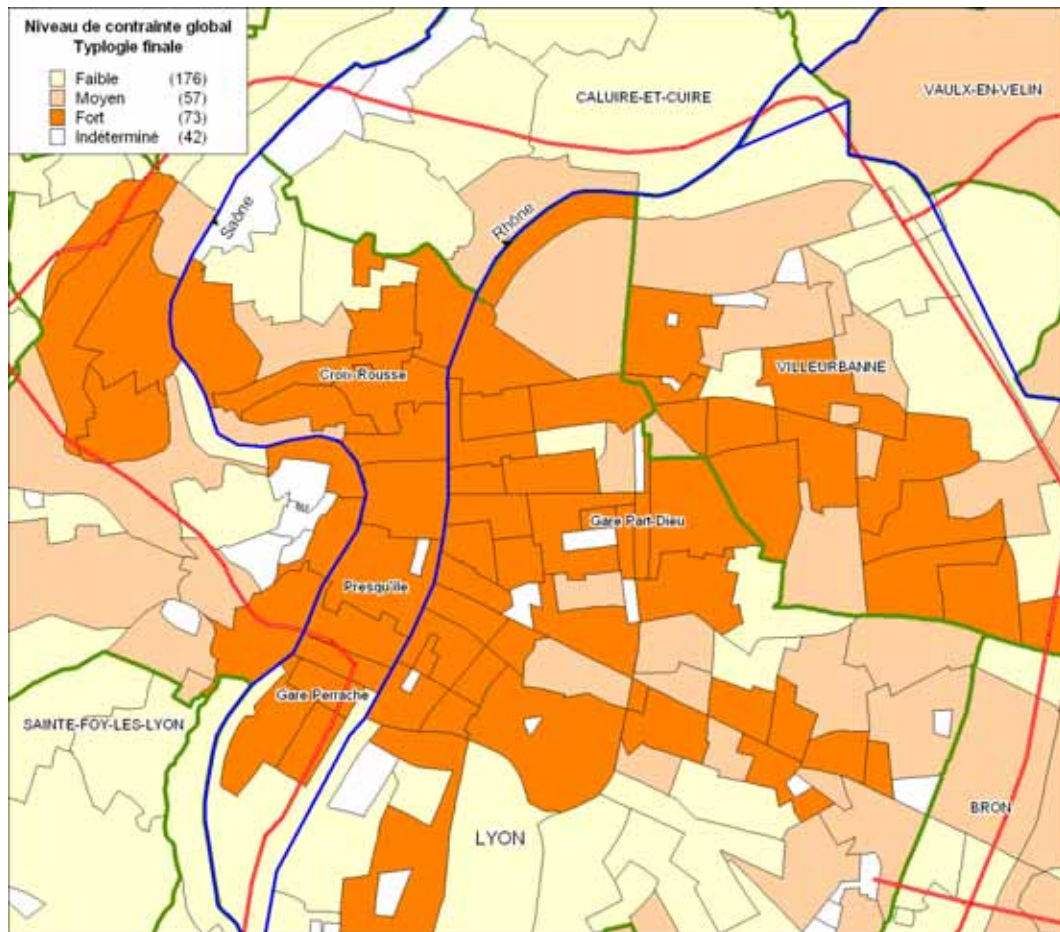 Niveau de contrainte global
Typlogie finale
Faible (176)
Moyen (57)
Fort (73)
Indéterminé (42)
CALUIRE-ET-CUIRE
VAULX-EN-VELIN
Saône
Rhône
Croix-Rousse
VILLEURBANNE
Gare Part-Dieu
Presqu'ile
Gare Perrache
SAINTE-FOY-LES-LYON
LYON
BRON